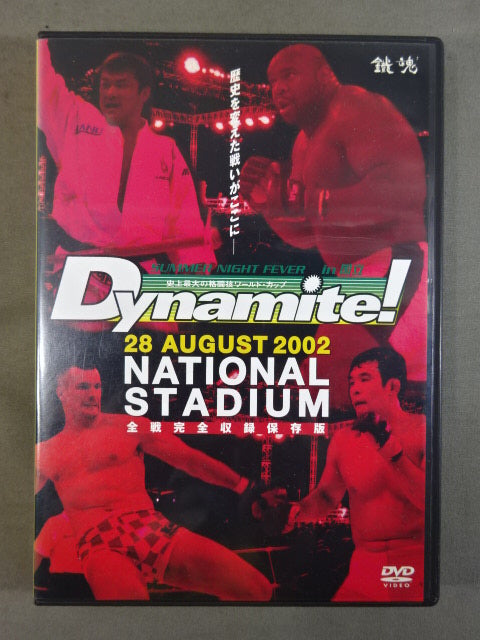 鉄魂
歴史を変えた戦いがここに―
SUMMER NIGHT FEVER in 国立
史上最大の格闘技ワールド・カップ
Dynamite!
28 AUGUST 2002
NATIONAL
STADIUM
全戦完全収録保存版
DVD
VIDEO